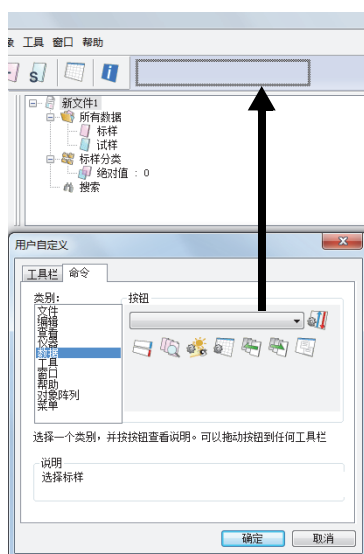 象 工具 窗口 帮助
新文件1
所有数据
标样
试样
标样分类
绝对值 : 0
搜索
用户自定义
工具栏 命令
类别:
按钮
文件
编辑
查看
仪器
数据
工具
窗口
帮助
对象阵列
菜单
选择一个类别，并按按钮查看说明。可以拖动按钮到任何工具栏
说明
选择标样
确定 取消